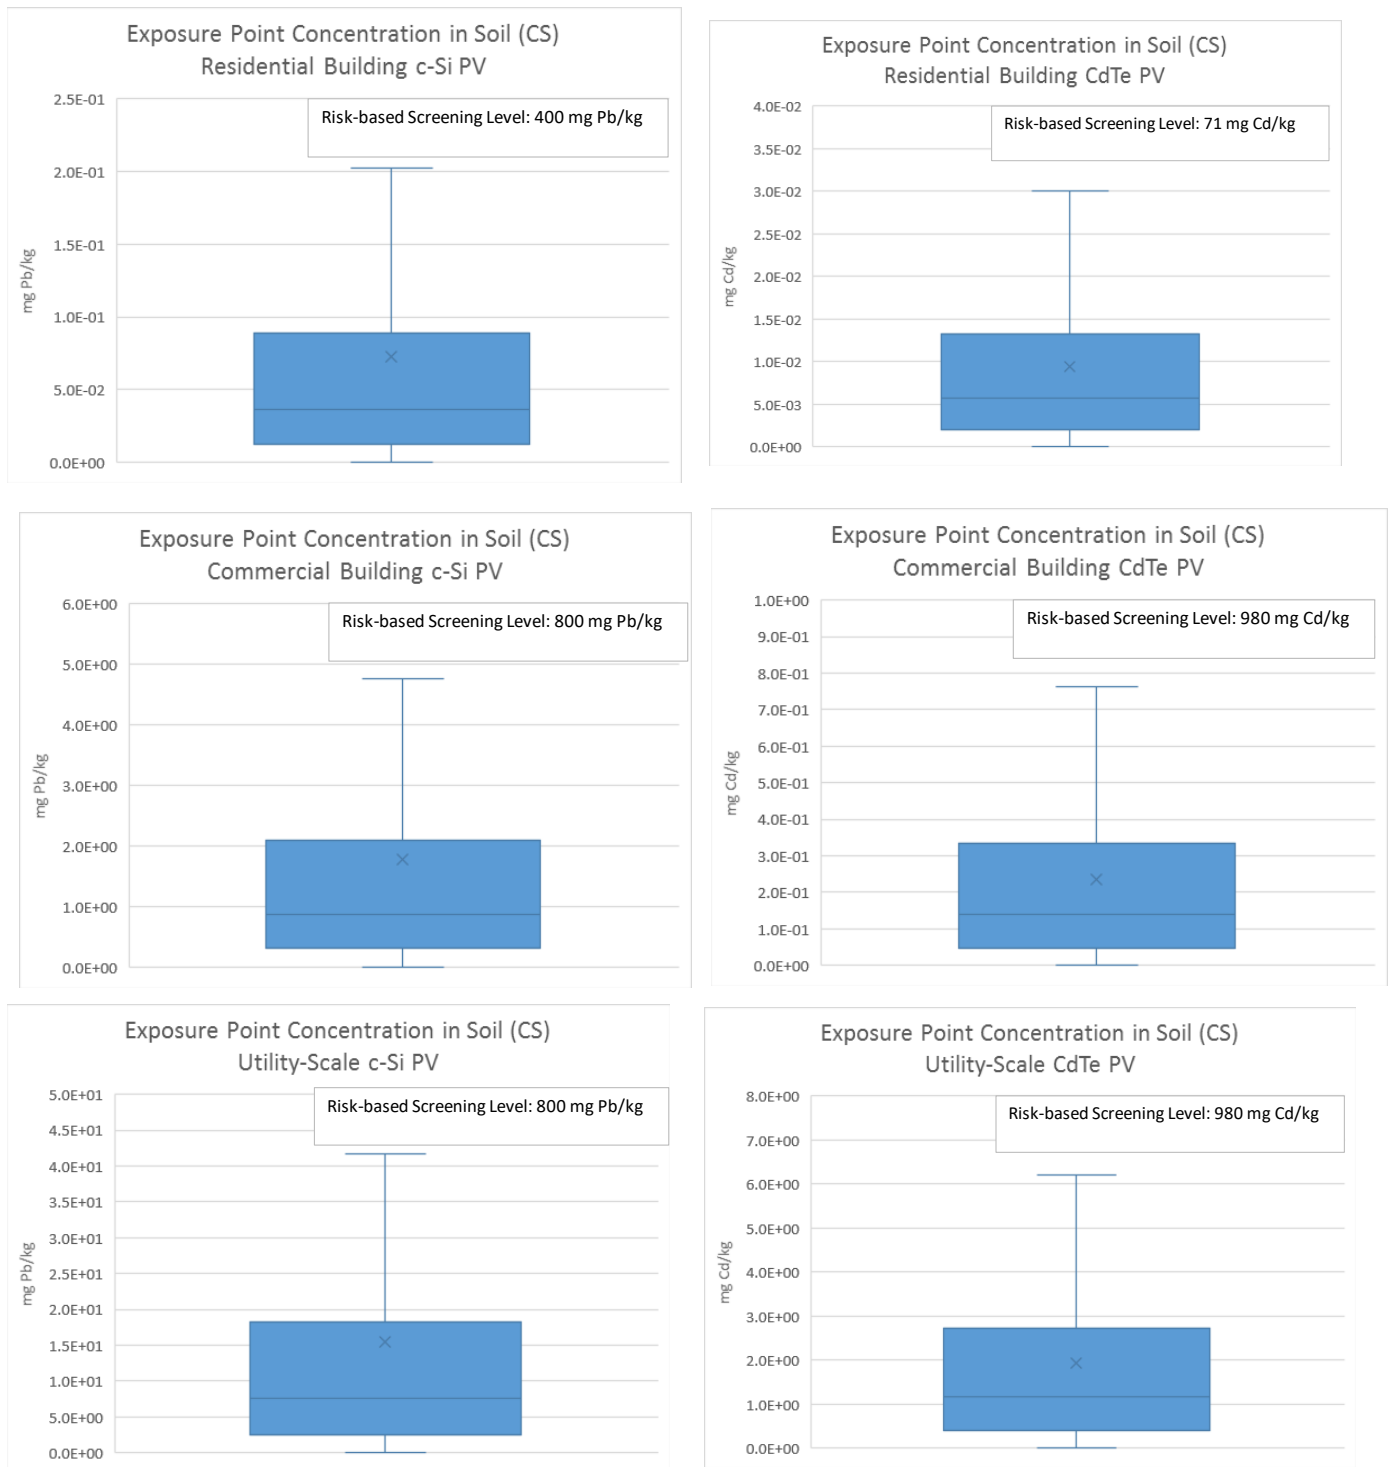 Exposure Point Concentration in Soil (CS)
Residential Building c-Si PV
Risk-based Screening Level: 400 mg Pb/kg
mg Pb/kg
2.5E-01
2.0E-01
1.5E-01
1.0E-01
5.0E-02
0.0E+00
Exposure Point Concentration in Soil (CS)
Residential Building CdTe PV
Risk-based Screening Level: 71 mg Cd/kg
mg Cd/kg
4.0E-02
3.5E-02
3.0E-02
2.5E-02
2.0E-02
1.5E-02
1.0E-02
5.0E-03
0.0E+00
Exposure Point Concentration in Soil (CS)
Commercial Building c-Si PV
Risk-based Screening Level: 800 mg Pb/kg
mg Pb/kg
6.0E+00
5.0E+00
4.0E+00
3.0E+00
2.0E+00
1.0E+00
0.0E+00
Exposure Point Concentration in Soil (CS)
Commercial Building CdTe PV
Risk-based Screening Level: 980 mg Cd/kg
mg Cd/kg
1.0E+00
9.0E-01
8.0E-01
7.0E-01
6.0E-01
5.0E-01
4.0E-01
3.0E-01
2.0E-01
1.0E-01
0.0E+00
Exposure Point Concentration in Soil (CS)
Utility-Scale c-Si PV
Risk-based Screening Level: 800 mg Pb/kg
mg Pb/kg
5.0E+01
4.5E+01
4.0E+01
3.5E+01
3.0E+01
2.5E+01
2.0E+01
1.5E+01
1.0E+01
5.0E+00
0.0E+00
Exposure Point Concentration in Soil (CS)
Utility-Scale CdTe PV
Risk-based Screening Level: 980 mg Cd/kg
mg Cd/kg
8.0E+00
7.0E+00
6.0E+00
5.0E+00
4.0E+00
3.0E+00
2.0E+00
1.0E+00
0.0E+00